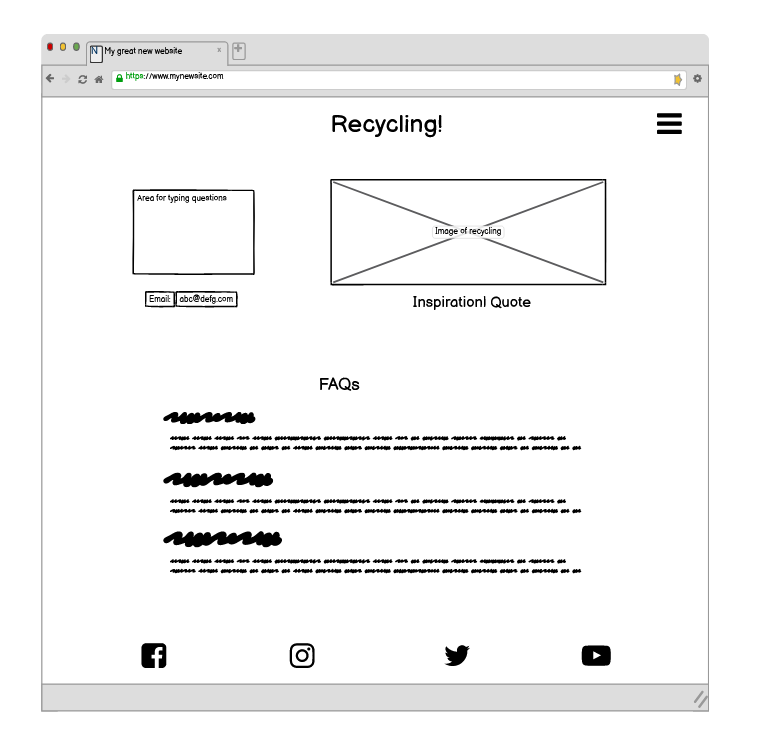 N My great new website x
https://www.mynewsite.com
Recycling!
Area for typing questions
Image of recycling
Email: abc@defg.com
Inspirationl Quote
FAQs